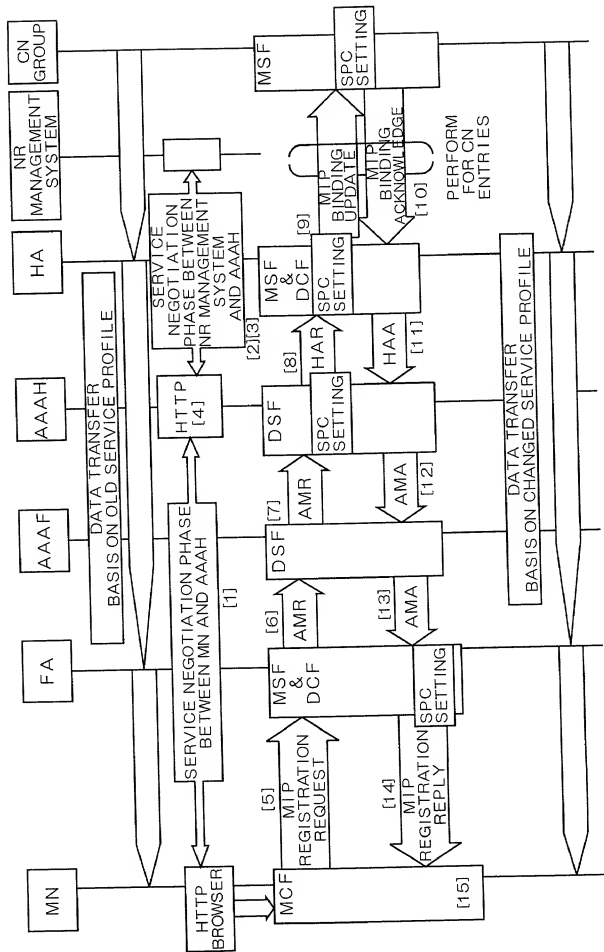 MN
FA
AAAF
AAAH
HA
NR
MANAGEMENT
SYSTEM
CN
GROUP
DATA TRANSFER
BASIS ON OLD SERVICE PROFILE
HTTP
BROWSER
SERVICE NEGOTIATION PHASE
BETWEEN MN AND AAAH
[1]
HTTP
[4]
SERVICE
NEGOTIATION
PHASE BETWEEN
NR MANAGEMENT
SYSTEM
AND AAAH
[2][3]
MCF
[5]
MIP
REGISTRATION
REQUEST
MSF
&
DCF
[6]
AMR
DSF
[7]
AMR
DSF
SPC
SETTING
[8]
HAR
MSF
&
DCF
SPC
SETTING
[9]
MIP
BINDING
UPDATE
MSF
SPC
SETTING
MIP
BINDING
ACKNOWLEDGE
[10]
PERFORM
FOR CN
ENTRIES
HAA
[11]
AMA
[12]
[13]
AMA
SPC
SETTING
[14]
MIP
REGISTRATION
REPLY
[15]
DATA TRANSFER
BASIS ON CHANGED SERVICE PROFILE